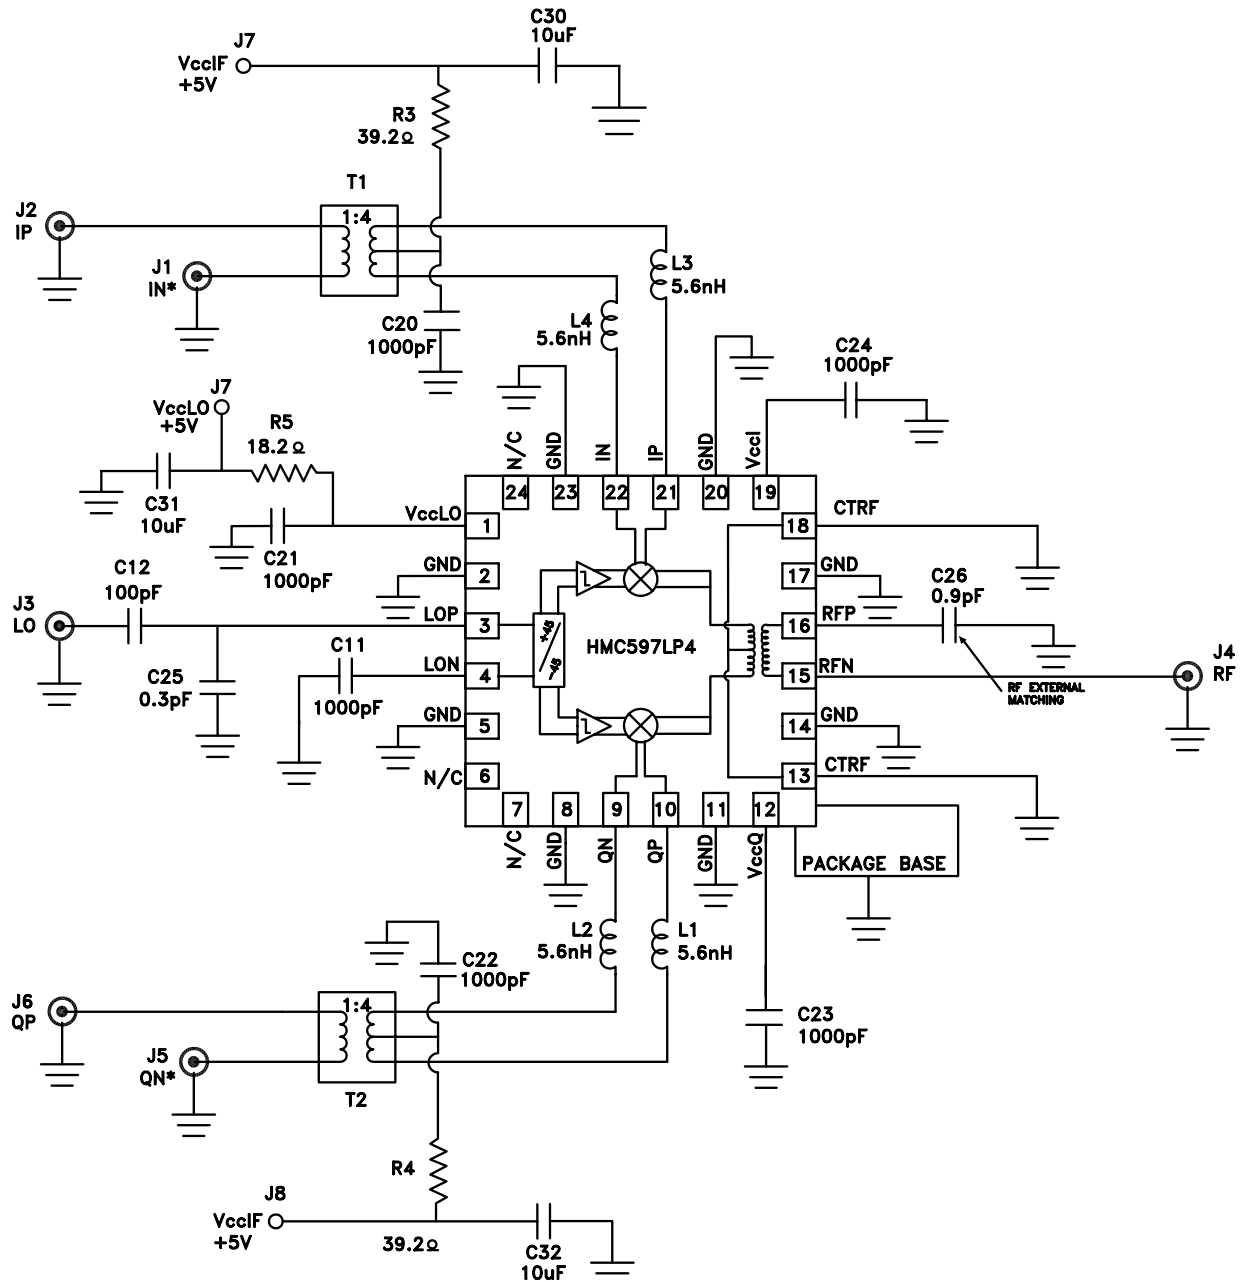 C30
10uF
J7
VccIF
+5V
R3
39.2Ω
T1
1:4
J2
IP
J1
IN*
L3
5.6nH
L4
5.6nH
C20
1000pF
C24
1000pF
J7
VccLO
+5V
R5
18.2Ω
C31
10uF
C21
1000pF
N/C
GND
IN
IP
GND
VccI
24
23
22
21
20
19
VccLO
1
18
CTRF
GND
2
17
GND
C12
100pF
J3
LO
LOP
3
16
RFP
C26
0.9pF
C11
1000pF
LON
4
15
RFN
J4
RF
C25
0.3pF
+45
-45
HMC597LP4
RF EXTERNAL
MATCHING
GND
5
14
GND
N/C
6
13
CTRF
7
8
9
10
11
12
N/C
GND
QN
QP
GND
VccQ
PACKAGE BASE
L2
5.6nH
L1
5.6nH
C22
1000pF
J6
QP
1:4
C23
1000pF
J5
QN*
T2
R4
J8
VccIF
+5V
39.2Ω
C32
10uF